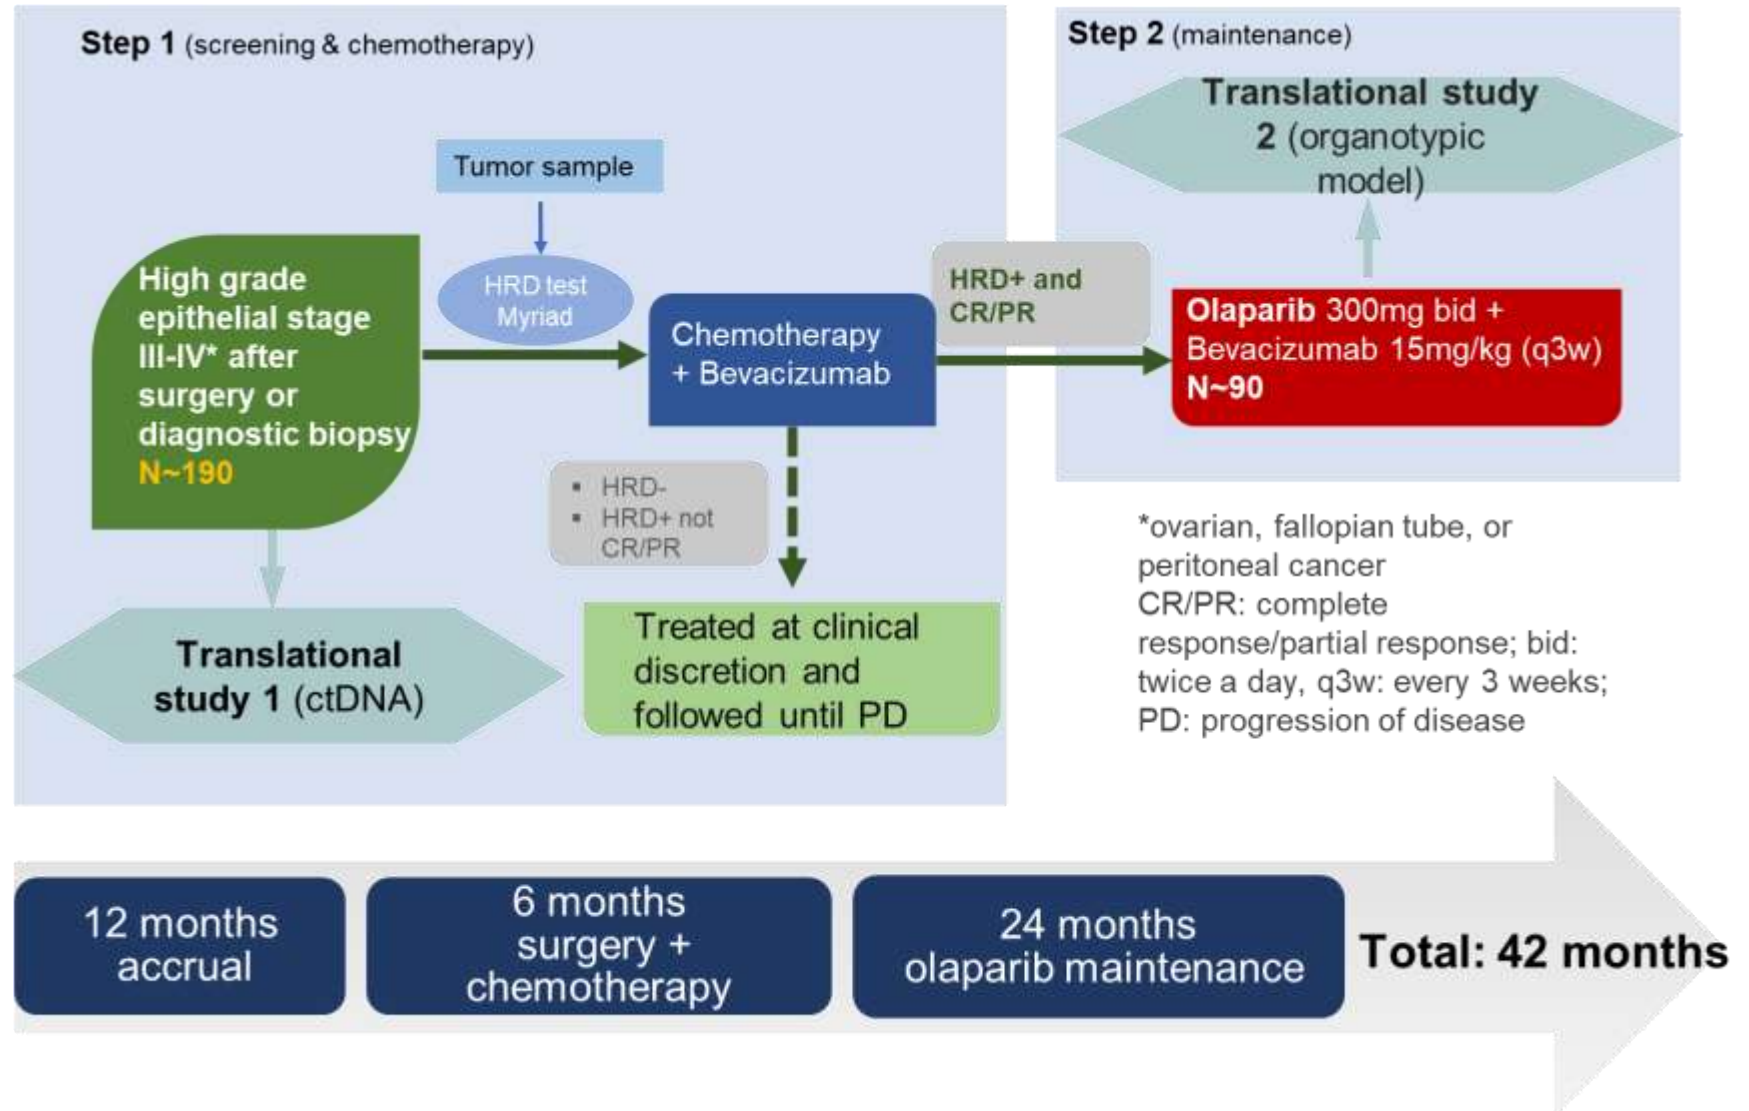 Step 1 (screening & chemotherapy)
Tumor sample
HRD test
Myriad
High grade
epithelial stage
III-IV* after
surgery or
diagnostic biopsy
N~190
Chemotherapy
+ Bevacizumab
HRD+ and
CR/PR
▪ HRD-
▪ HRD+ not
CR/PR
Translational
study 1 (ctDNA)
Treated at clinical
discretion and
followed until PD
Step 2 (maintenance)
Translational study
2 (organotypic
model)
Olaparib 300mg bid +
Bevacizumab 15mg/kg (q3w)
N~90
*ovarian, fallopian tube, or
peritoneal cancer
CR/PR: complete
response/partial response; bid:
twice a day, q3w: every 3 weeks;
PD: progression of disease
12 months
accrual
6 months
surgery +
chemotherapy
24 months
olaparib maintenance
Total: 42 months